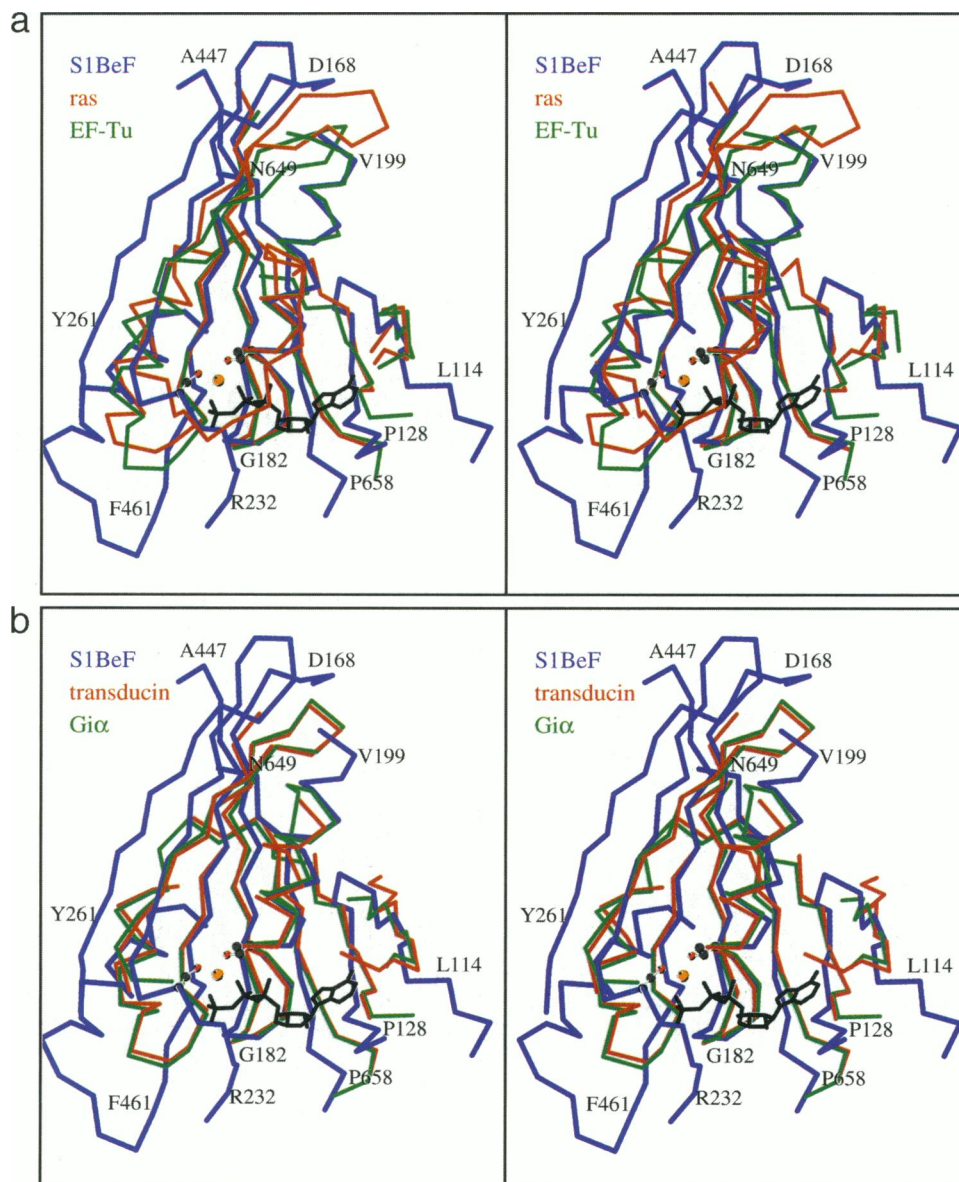 a
S1BeF
ras
EF-Tu
A447
D168
N649
V199
Y261
L114
P128
G182
P658
F461
R232
S1BeF
ras
EF-Tu
A447
D168
N649
V199
Y261
L114
P128
G182
P658
F461
R232
b
S1BeF
transducin
Giα
A447
D168
N649
V199
Y261
L114
P128
G182
P658
F461
R232
S1BeF
transducin
Giα
A447
D168
N649
V199
Y261
L114
P128
G182
P658
F461
R232